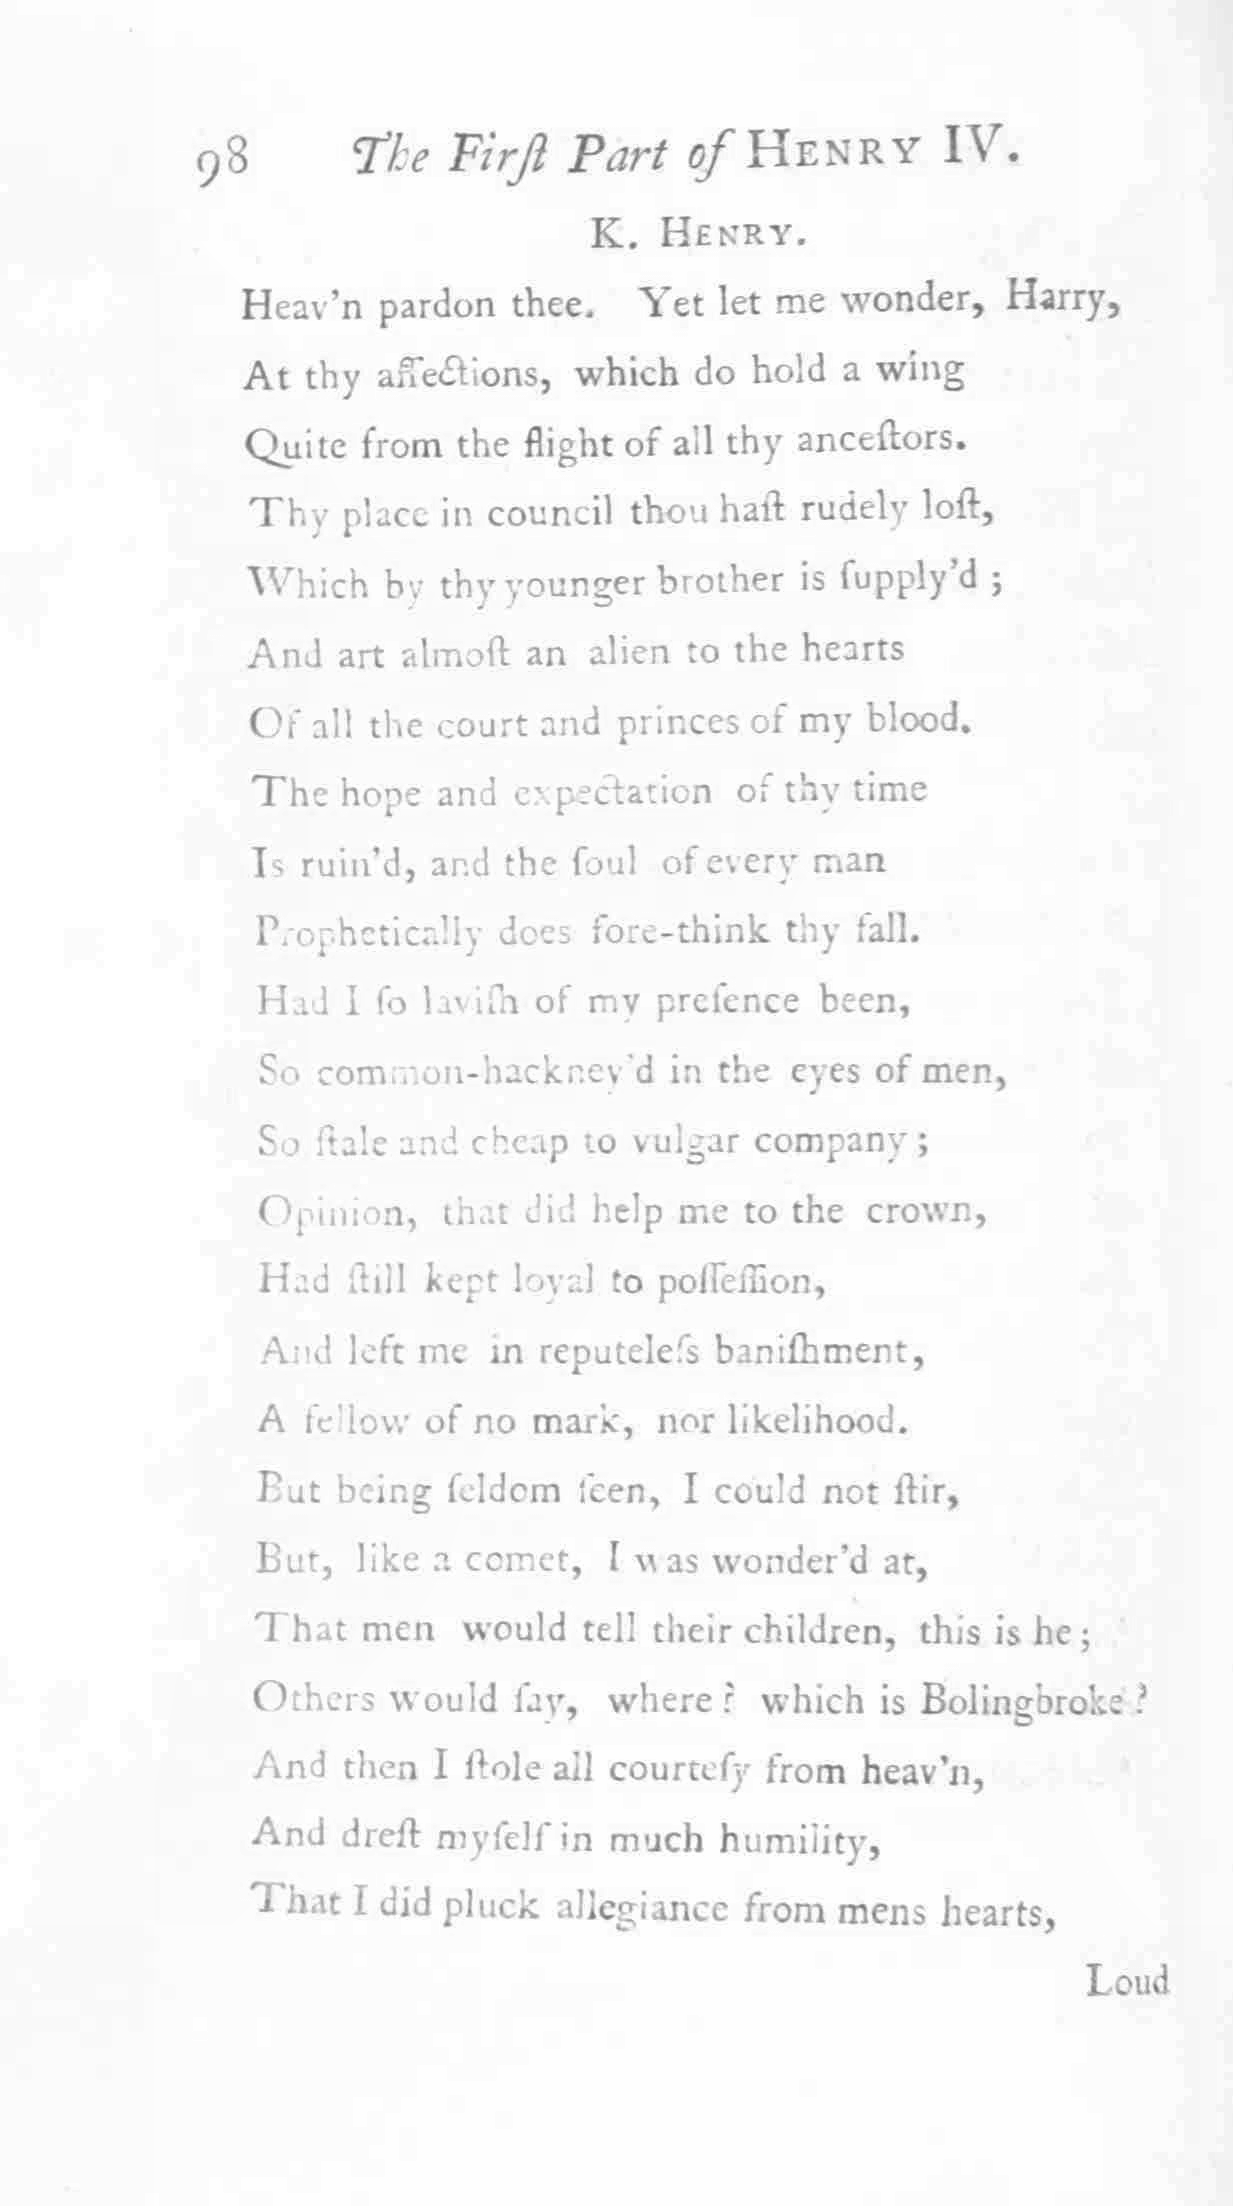 98 The Firſt Part of HENRY IV.
K. HENRY.
Heav'n pardon thee. Yet let me wonder, Harry,
At thy affections, which do hold a wing
Quite from the flight of all thy anceſtors.
Thy place in council thou haſt rudely loſt,
Which by thy younger brother is ſupply'd ;
And art almoſt an alien to the hearts
Of all the court and princes of my blood.
The hope and expectation of thy time
Is ruin'd, and the ſoul of every man
Prophetically does fore-think thy fall.
Had I ſo laviſh of my preſence been,
So common-hackney'd in the eyes of men,
So ſtale and cheap to vulgar company ;
Opinion, that did help me to the crown,
Had ſtill kept loyal to poſſeſſion,
And left me in reputeleſs baniſhment,
A fellow of no mark, nor likelihood.
But being ſeldom ſeen, I could not ſtir,
But, like a comet, I was wonder'd at,
That men would tell their children, this is he ;
Others would ſay, where ? which is Bolingbroke ?
And then I ſtole all courteſy from heav'n,
And dreſt myſelf in much humility,
That I did pluck allegiance from mens hearts,
Loud